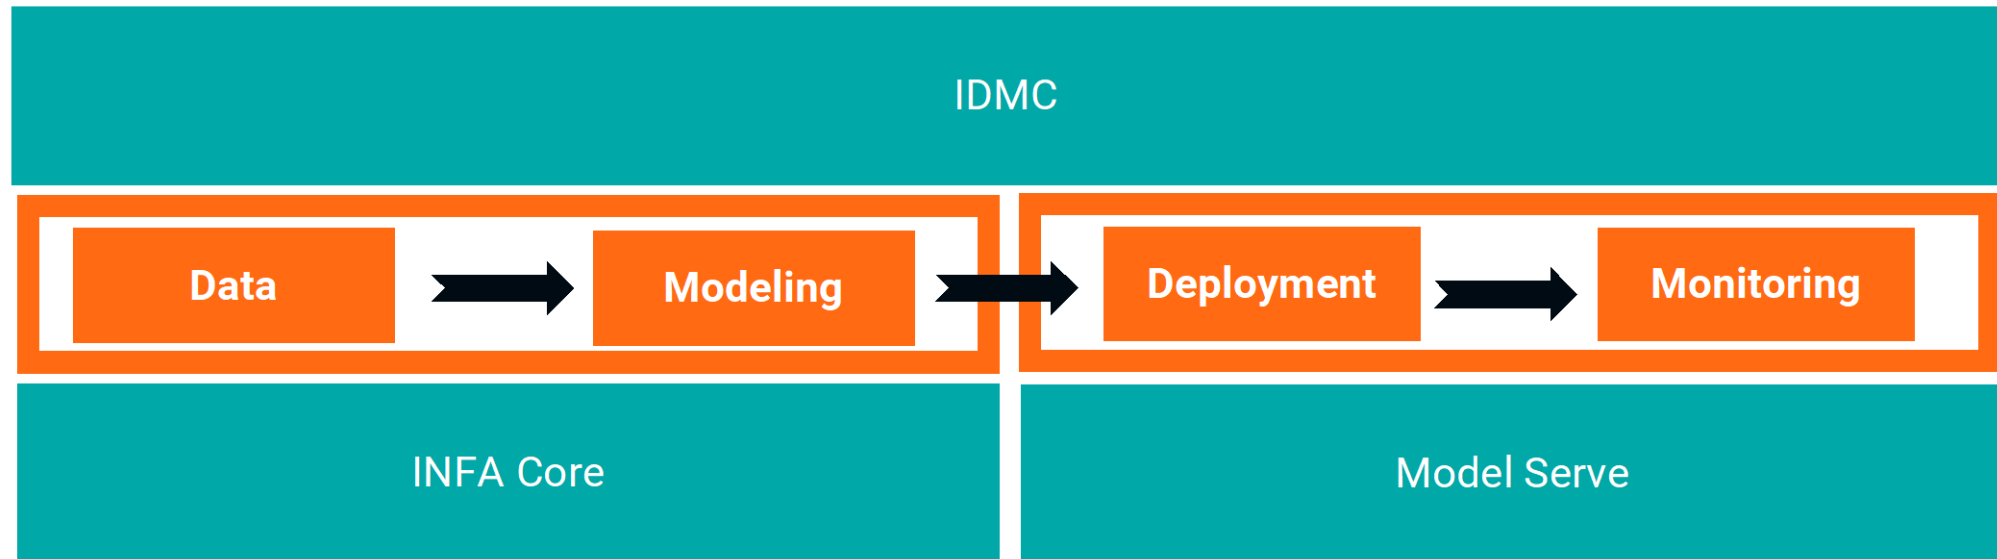 IDMC
Data
Modeling
Deployment
Monitoring
INFA Core
Model Serve